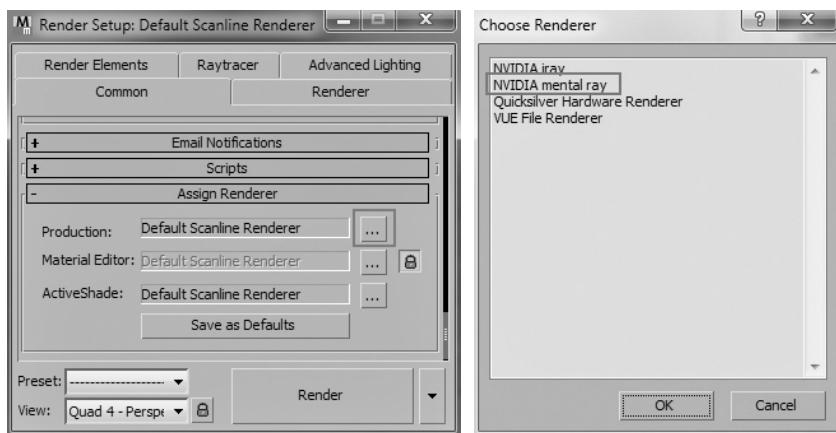 Render Setup: Default Scanline Renderer
Render Elements
Raytracer
Advanced Lighting
Common
Renderer
+ Email Notifications
+ Scripts
- Assign Renderer
Production: Default Scanline Renderer ...
Material Editor: Default Scanline Renderer ...
ActiveShade: Default Scanline Renderer ...
Save as Defaults
Preset: --------------------
View: Quad 4 - Perspe
Render
Choose Renderer
NVIDIA iray
NVIDIA mental ray
Quicksilver Hardware Renderer
VUE File Renderer
OK
Cancel